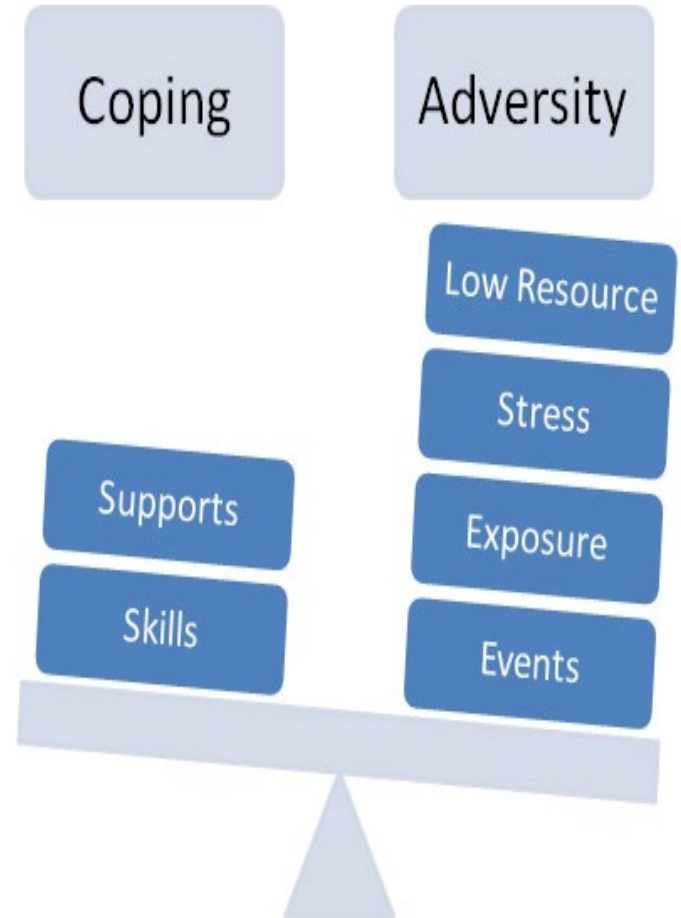 Coping
Adversity
Low Resource
Stress
Supports
Exposure
Skills
Events